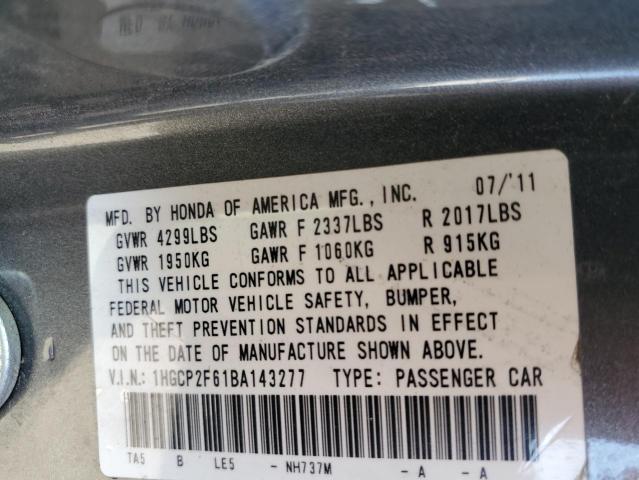 MFD. BY HONDA OF AMERICA MFG., INC. 07/'11
GVWR 4299LBS GAWR F 2337LBS R 2017LBS
GVWR 1950KG GAWR F 1060KG R 915KG
THIS VEHICLE CONFORMS TO ALL APPLICABLE
FEDERAL MOTOR VEHICLE SAFETY, BUMPER,
AND THEFT PREVENTION STANDARDS IN EFFECT
ON THE DATE OF MANUFACTURE SHOWN ABOVE.
V.I.N.: 1HGCP2F61BA143277 TYPE: PASSENGER CAR
TA5 B LE5 - NH737M - A - A